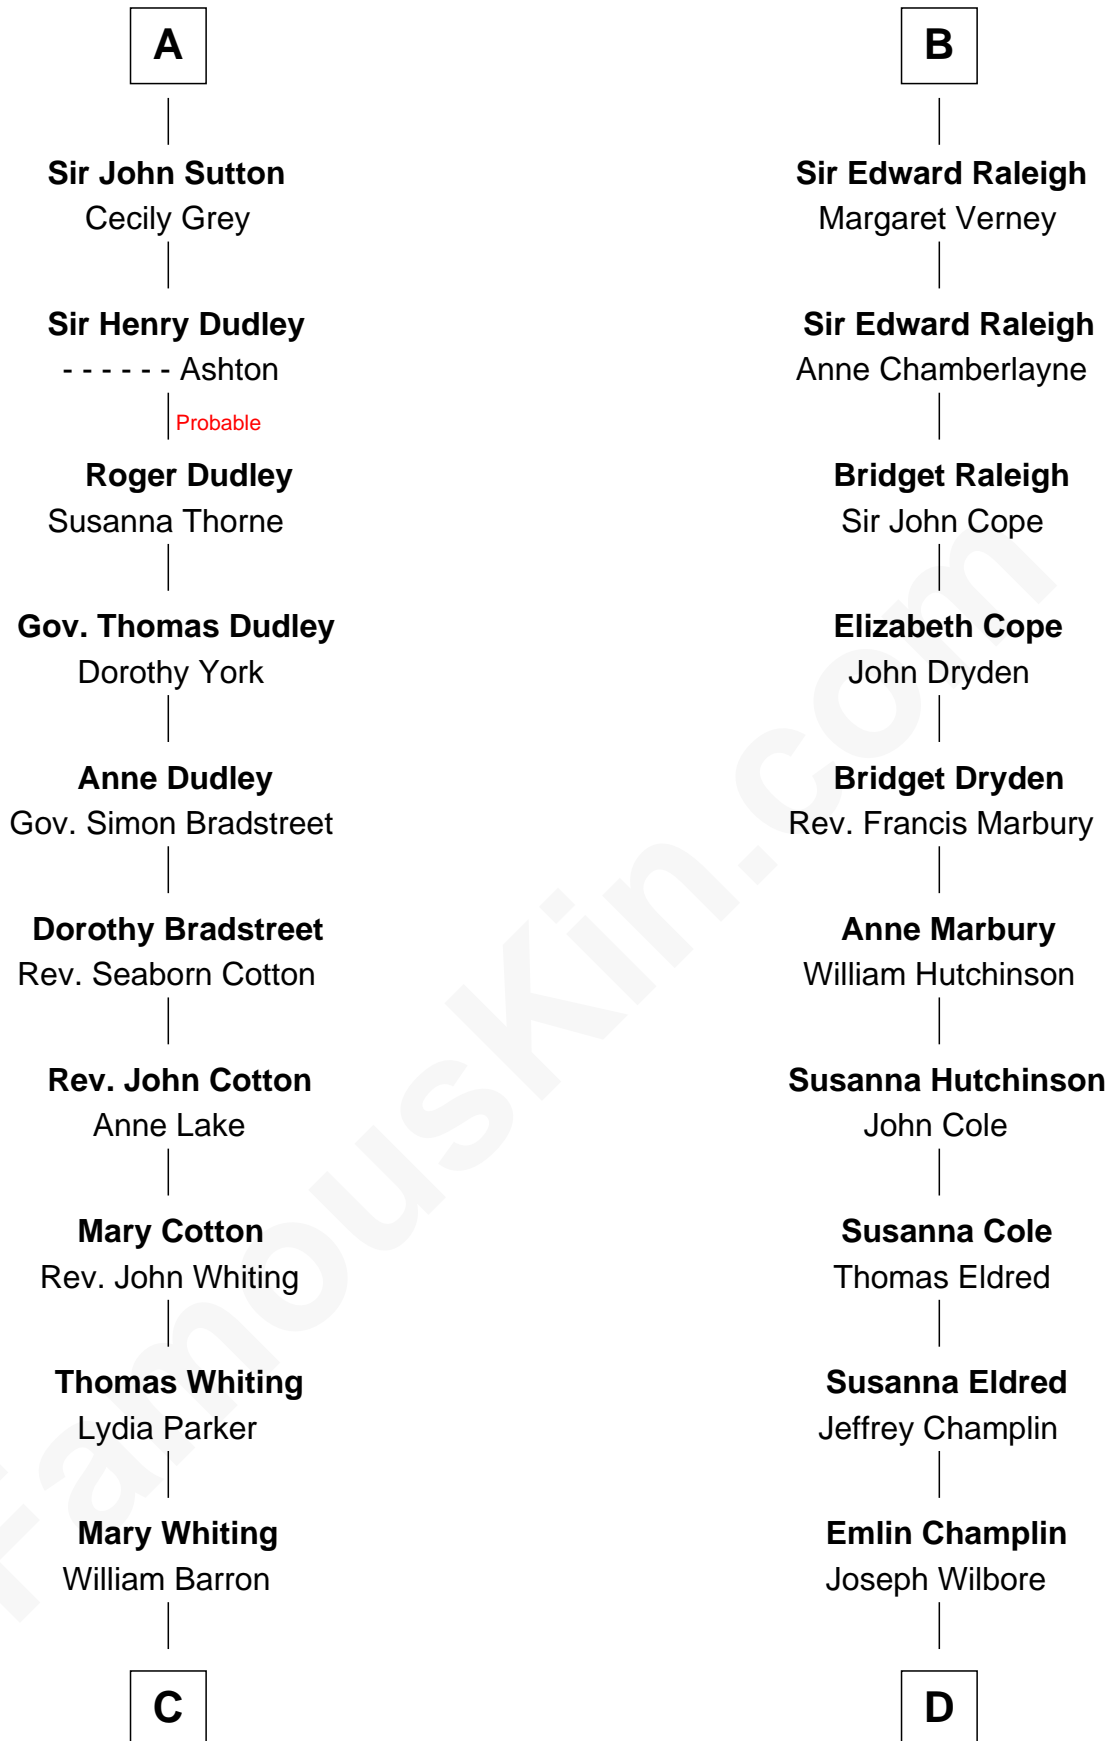 A
Sir John Sutton
Cecily Grey
Sir Henry Dudley
- - - - - - Ashton
Probable
Roger Dudley
Susanna Thorne
Gov. Thomas Dudley
Dorothy York
Anne Dudley
Gov. Simon Bradstreet
Dorothy Bradstreet
Rev. Seaborn Cotton
Rev. John Cotton
Anne Lake
Mary Cotton
Rev. John Whiting
Thomas Whiting
Lydia Parker
Mary Whiting
William Barron
C
B
Sir Edward Raleigh
Margaret Verney
Sir Edward Raleigh
Anne Chamberlayne
Bridget Raleigh
Sir John Cope
Elizabeth Cope
John Dryden
Bridget Dryden
Rev. Francis Marbury
Anne Marbury
William Hutchinson
Susanna Hutchinson
John Cole
Susanna Cole
Thomas Eldred
Susanna Eldred
Jeffrey Champlin
Emlin Champlin
Joseph Wilbore
D
FamousKin.com